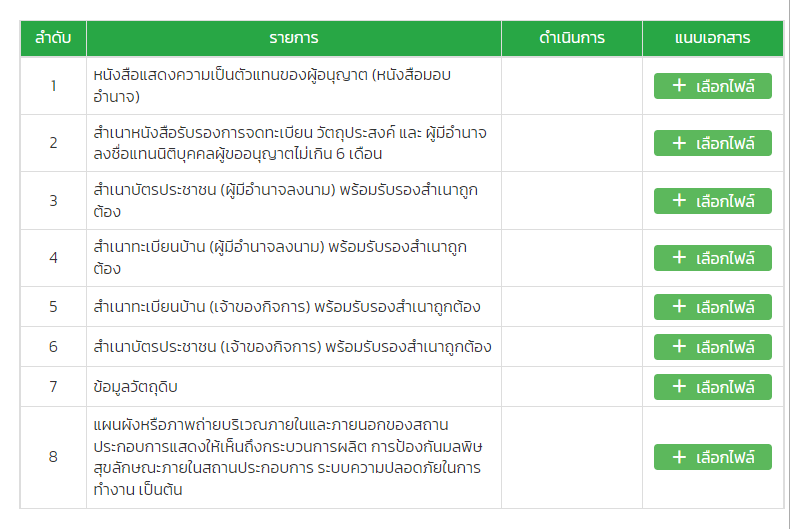 ลำดับ รายการ ดำเนินการ แนบเอกสาร
1 หนังสือแสดงความเป็นตัวแทนของผู้อนุญาต (หนังสือมอบ
อำนาจ) + เลือกไฟล์
2 สำเนาหนังสือรับรองการจดทะเบียน วัตถุประสงค์ และ ผู้มีอำนาจ
ลงชื่อแทนนิติบุคคลผู้ขออนุญาตไม่เกิน 6 เดือน + เลือกไฟล์
3 สำเนาบัตรประชาชน (ผู้มีอำนาจลงนาม) พร้อมรับรองสำเนาถูก
ต้อง + เลือกไฟล์
4 สำเนาทะเบียนบ้าน (ผู้มีอำนาจลงนาม) พร้อมรับรองสำเนาถูก
ต้อง + เลือกไฟล์
5 สำเนาทะเบียนบ้าน (เจ้าของกิจการ) พร้อมรับรองสำเนาถูกต้อง + เลือกไฟล์
6 สำเนาบัตรประชาชน (เจ้าของกิจการ) พร้อมรับรองสำเนาถูกต้อง + เลือกไฟล์
7 ข้อมูลวัตถุดิบ + เลือกไฟล์
8 แผนผังหรือภาพถ่ายบริเวณภายในและภายนอกของสถาน
ประกอบการแสดงให้เห็นถึงกระบวนการผลิต การป้องกันมลพิษ
สุขลักษณะภายในสถานประกอบการ ระบบความปลอดภัยในการ
ทำงาน เป็นต้น + เลือกไฟล์